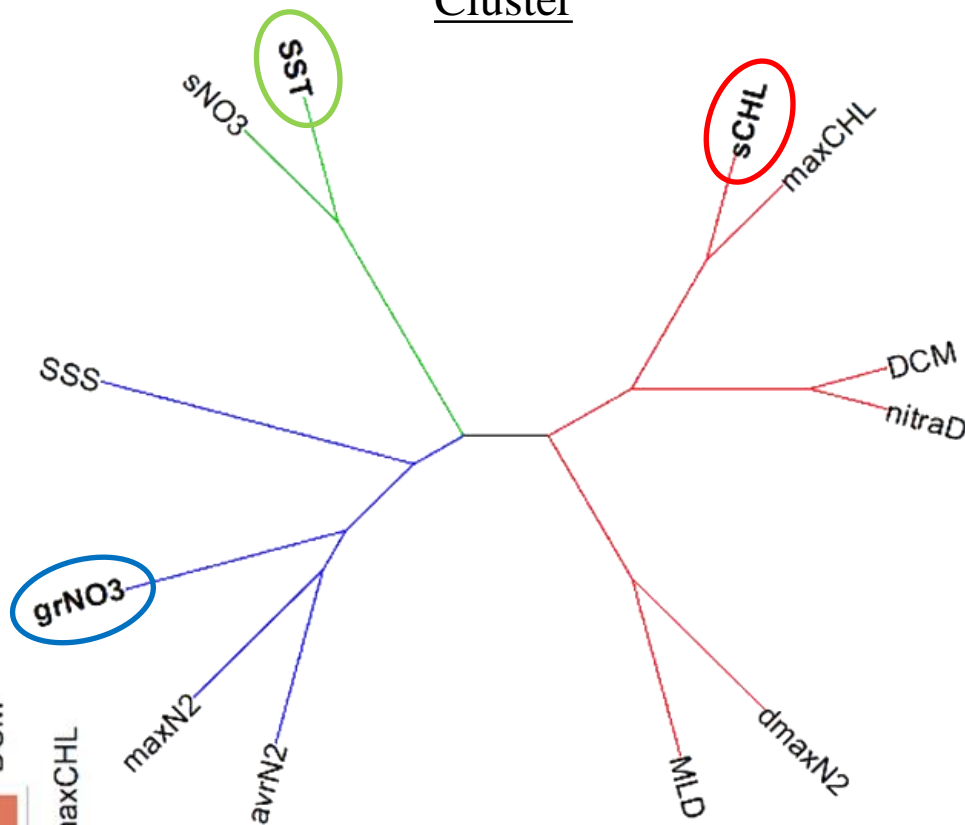 Cluster
SST
sNO3
sCHL
maxCHL
SSS
DCM
nitraD
grNO3
maxN2
avrN2
MLD
dmaxN2